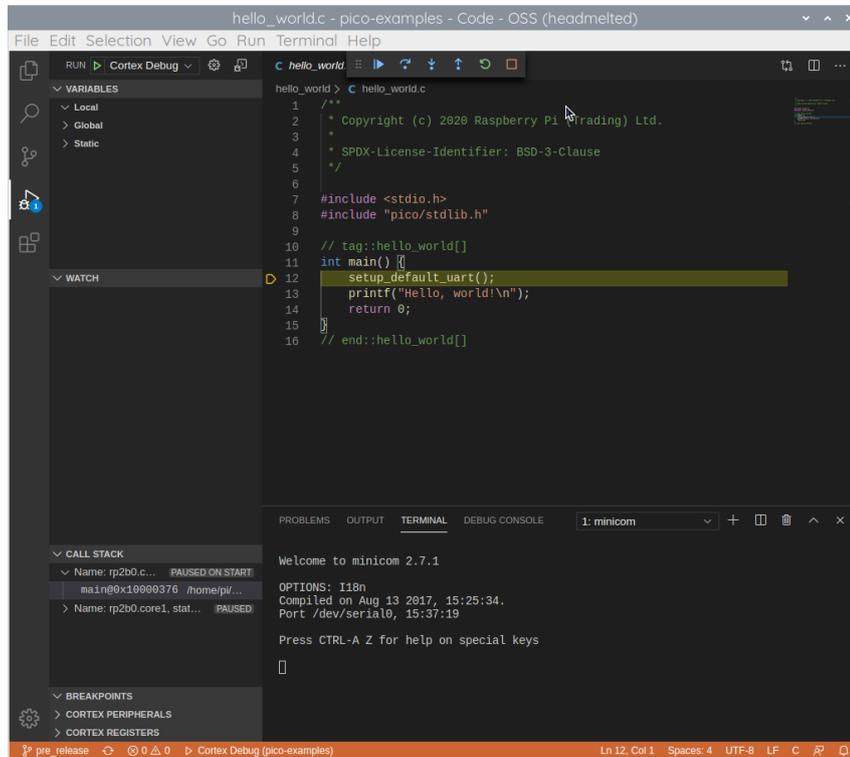 hello_world.c - pico-examples - Code - OSS (headmelted)
File Edit Selection View Go Run Terminal Help
RUN Cortex Debug
VARIABLES
Local
Global
Static
WATCH
CALL STACK
Name: rp2b0.c... PAUSED ON START
main@0x10000376 /home/pi/...
Name: rp2b0.core1, stat... PAUSED
BREAKPOINTS
CORTEX PERIPHERALS
CORTEX REGISTERS
1
C hello_world.
hello_world > C hello_world.c
1 /**
2 * Copyright (c) 2020 Raspberry Pi (Trading) Ltd.
3 *
4 * SPDX-License-Identifier: BSD-3-Clause
5 */
6
7 #include <stdio.h>
8 #include "pico/stdlib.h"
9
10 // tag::hello_world[]
11 int main() {
12 setup_default_uart();
13 printf("Hello, world!\n");
14 return 0;
15 }
16 // end::hello_world[]
PROBLEMS OUTPUT TERMINAL DEBUG CONSOLE 1: minicom
Welcome to minicom 2.7.1
OPTIONS: I18n
Compiled on Aug 13 2017, 15:25:34.
Port /dev/serial0, 15:37:19
Press CTRL-A Z for help on special keys
pre_release 0 0 Cortex Debug (pico-examples) Ln 12, Col 1 Spaces: 4 UTF-8 LF C